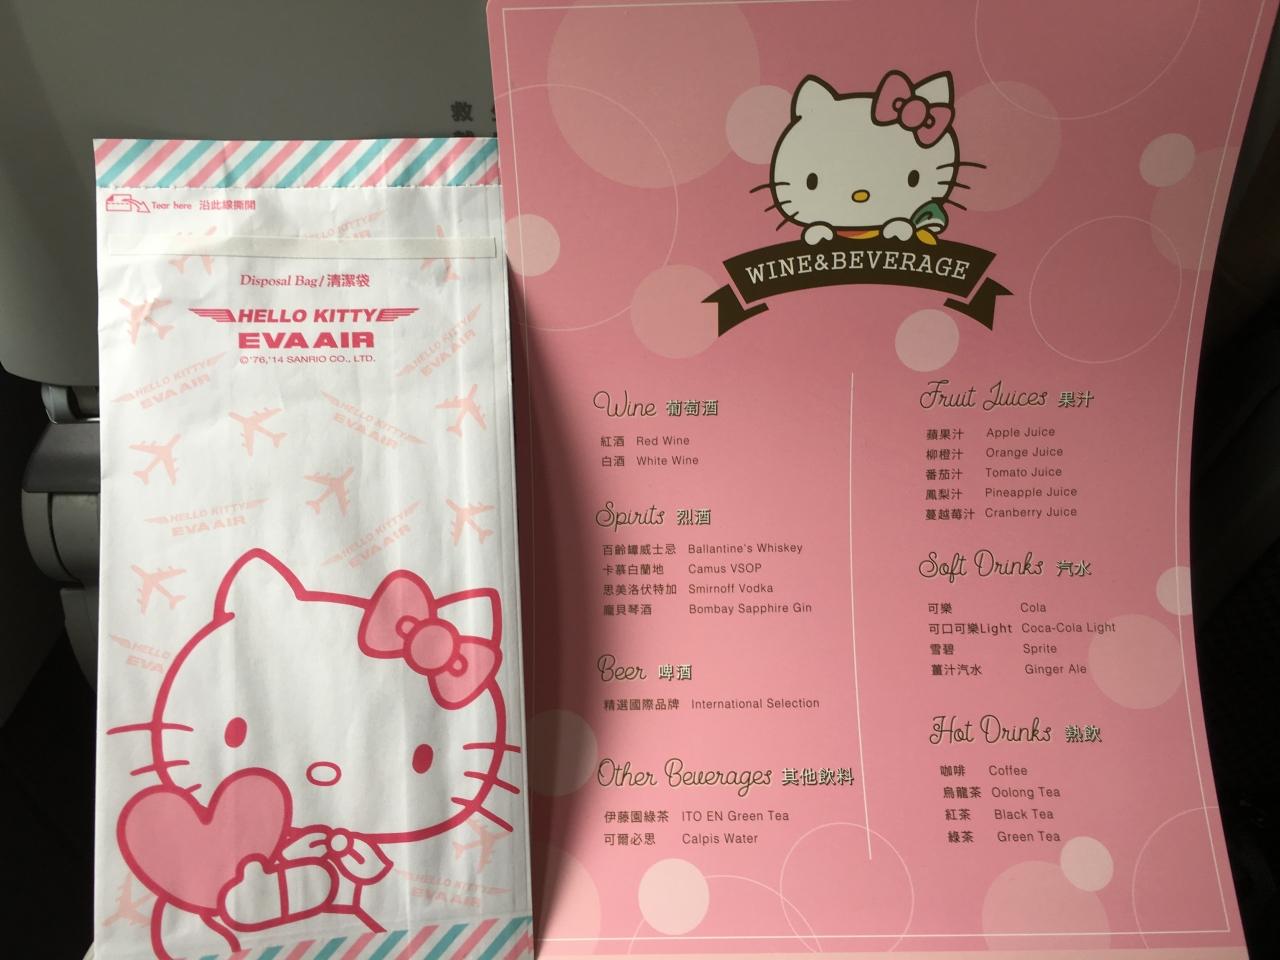 Tear here 沿此線撕開
Disposal Bag/清潔袋
HELLO KITTY
EVA AIR
©'76,'14 SANRIO CO., LTD.
WINE&BEVERAGE
Wine 葡萄酒
紅酒 Red Wine
白酒 White Wine
Spirits 烈酒
百齡罈威士忌 Ballantine's Whiskey
卡慕白蘭地 Camus VSOP
思美洛伏特加 Smirnoff Vodka
龐貝琴酒 Bombay Sapphire Gin
Beer 啤酒
精選國際品牌 International Selection
Other Beverages 其他飲料
伊藤園綠茶 ITO EN Green Tea
可爾必思 Calpis Water
Fruit Juices 果汁
蘋果汁 Apple Juice
柳橙汁 Orange Juice
番茄汁 Tomato Juice
鳳梨汁 Pineapple Juice
蔓越莓汁 Cranberry Juice
Soft Drinks 汽水
可樂 Cola
可口可樂Light Coca-Cola Light
雪碧 Sprite
薑汁汽水 Ginger Ale
Hot Drinks 熱飲
咖啡 Coffee
烏龍茶 Oolong Tea
紅茶 Black Tea
綠茶 Green Tea